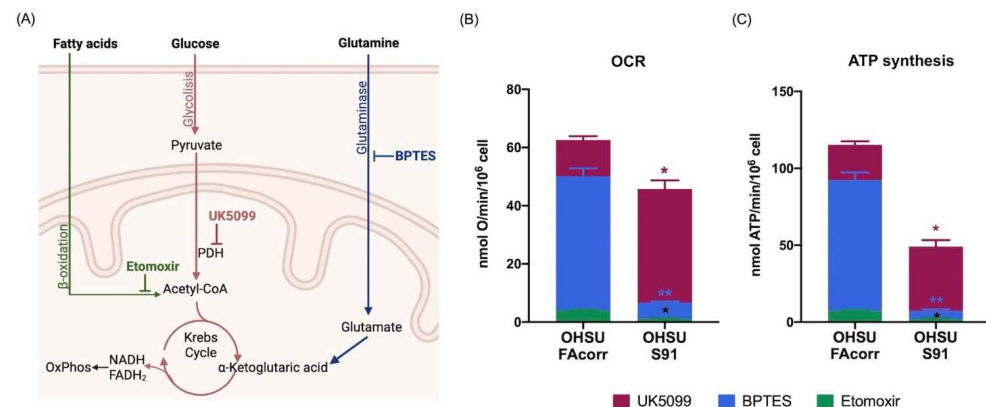 (A)
Fatty acids
Glucose
Glutamine
Glycolisis
Glutaminase
Pyruvate
BPTES
UK5099
PDH
β-oxidation
Etomoxir
Acetyl-CoA
Krebs
Cycle
Glutamate
OxPhos
NADH
FADH₂
α-Ketoglutaric acid
(B)
OCR
nmol O/min/10⁶ cell
80
60
40
20
0
*
**
*
OHSU
FAcorr
OHSU
S91
(C)
ATP synthesis
nmol ATP/min/10⁶ cell
150
100
50
0
*
**
*
OHSU
FAcorr
OHSU
S91
UK5099 BPTES Etomoxir